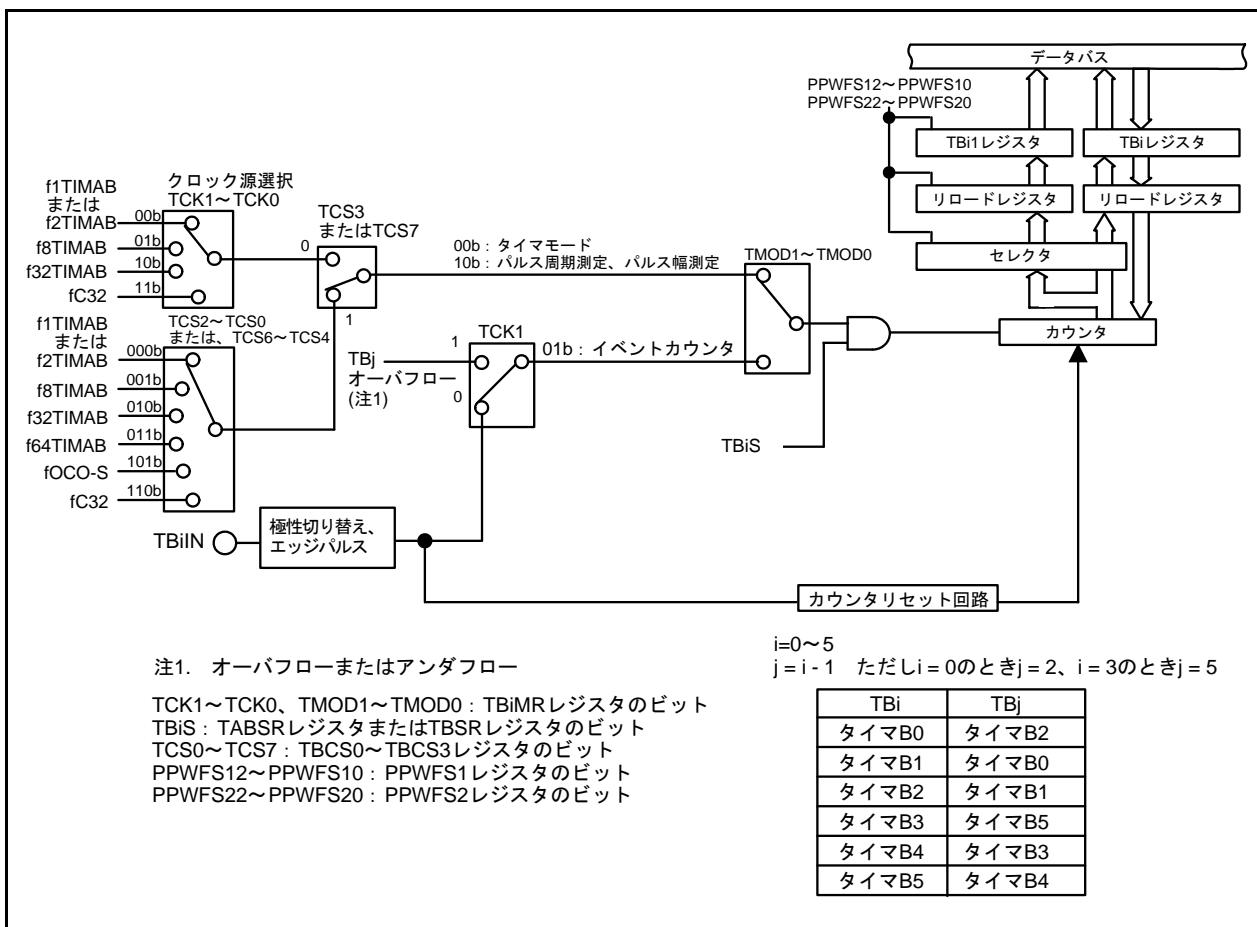 データバス
PPWFS12～PPWFS10
PPWFS22～PPWFS20
TBi1レジスタ
TBiレジスタ
リロードレジスタ
リロードレジスタ
セレクタ
カウンタ
クロック源選択
TCK1～TCK0
f1TIMAB
または
f2TIMAB
00b
f8TIMAB
01b
f32TIMAB
10b
fC32
11b
TCS3
またはTCS7
0
1
00b：タイマモード
10b：パルス周期測定、パルス幅測定
TMOD1～TMOD0
TCS2～TCS0
または、TCS6～TCS4
f1TIMAB
または
f2TIMAB
000b
f8TIMAB
001b
f32TIMAB
010b
f64TIMAB
011b
fOCO-S
101b
fC32
110b
TCK1
TBj
オーバフロー
(注1)
1
0
01b：イベントカウンタ
TBiS
TBiIN
極性切り替え、
エッジパルス
カウンタリセット回路
注1. オーバフローまたはアンダフロー
TCK1～TCK0、TMOD1～TMOD0：TBiMRレジスタのビット
TBiS：TABSRレジスタまたはTBSRレジスタのビット
TCS0～TCS7：TBCS0～TBCS3レジスタのビット
PPWFS12～PPWFS10：PPWFS1レジスタのビット
PPWFS22～PPWFS20：PPWFS2レジスタのビット
i=0～5
j = i - 1 ただしi = 0のときj = 2、i = 3のときj = 5
TBi TBj
タイマB0 タイマB2
タイマB1 タイマB0
タイマB2 タイマB1
タイマB3 タイマB5
タイマB4 タイマB3
タイマB5 タイマB4